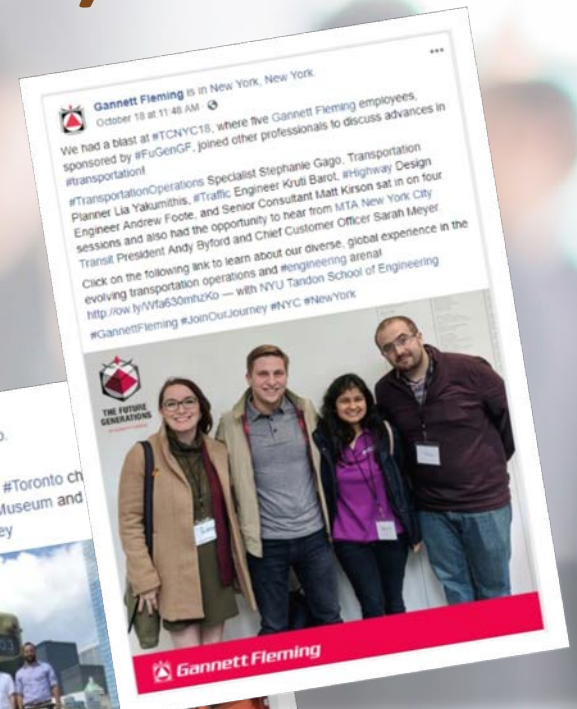 Gannett Fleming is in New York, New York.
October 18 at 11:48 AM ·
We had a blast at #TCNYC18, where five Gannett Fleming employees,
sponsored by #FuGenGF, joined other professionals to discuss advances in
#transportation!
#TransportationOperations Specialist Stephanie Gago, Transportation
Planner Lia Yakumithis, #Traffic Engineer Kruti Barot, #Highway Design
Engineer Andrew Foote, and Senior Consultant Matt Kirson sat in on four
sessions and also had the opportunity to hear from MTA New York City
Transit President Andy Byford and Chief Customer Officer Sarah Meyer.
Click on the following link to learn about our diverse, global experience in the
evolving transportation operations and #engineering arena!
http://ow.ly/Wfa630mhzKo — with NYU Tandon School of Engineering
#GannettFleming #JoinOurJourney #NYC #NewYork
THE FUTURE
GENERATIONS
Gannett Fleming
#Toronto ch
Museum and
ey